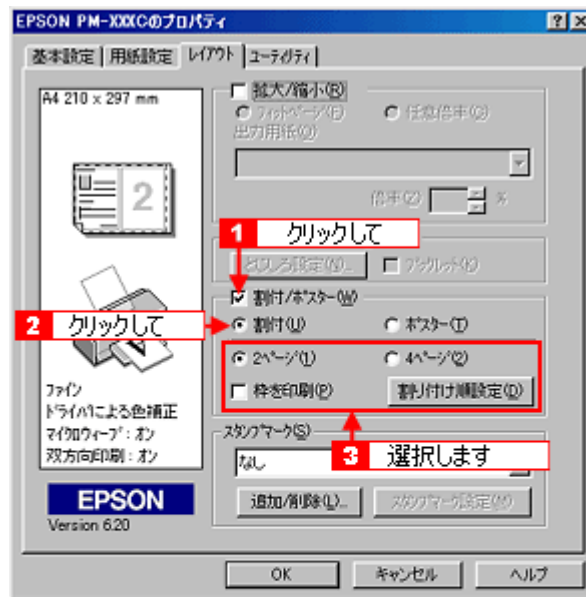 EPSON PM-XXXCのプロパティ
基本設定 用紙設定 レイアウト ユーティリティ
A4 210 x 297 mm
2
ファイン
ドライバによる色補正
マイクロウィーブ：オン
双方向印刷：オン
EPSON
Version 6.20
拡大/縮小(R)
フィットページ(F) 任意倍率(C)
出力用紙(O)
倍率(Z) %
1 クリックして
とじしろ設定(N)... ブックレット(K)
割付/ポスター(W)
2 クリックして
割付(U) ポスター(T)
2ページ(1) 4ページ(2)
枠を印刷(P) 割り付け順設定(D)
スタンプマーク(S)
3 選択します
なし
追加/削除(L)... スタンプマーク設定(M)
OK キャンセル ヘルプ